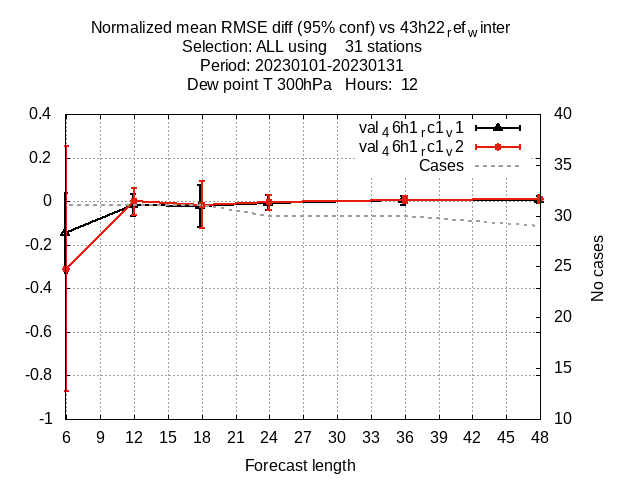 Normalized mean RMSE diff (95% conf) vs 43h22refwinter
Selection: ALL using 31 stations
Period: 20230101-20230131
Dew point T 300hPa Hours: 12
val46h1rc1v1
val46h1rc1v2
Cases
0.4
0.2
0
-0.2
-0.4
-0.6
-0.8
-1
40
35
30
25
20
15
10
No cases
6 9 12 15 18 21 24 27 30 33 36 39 42 45 48
Forecast length